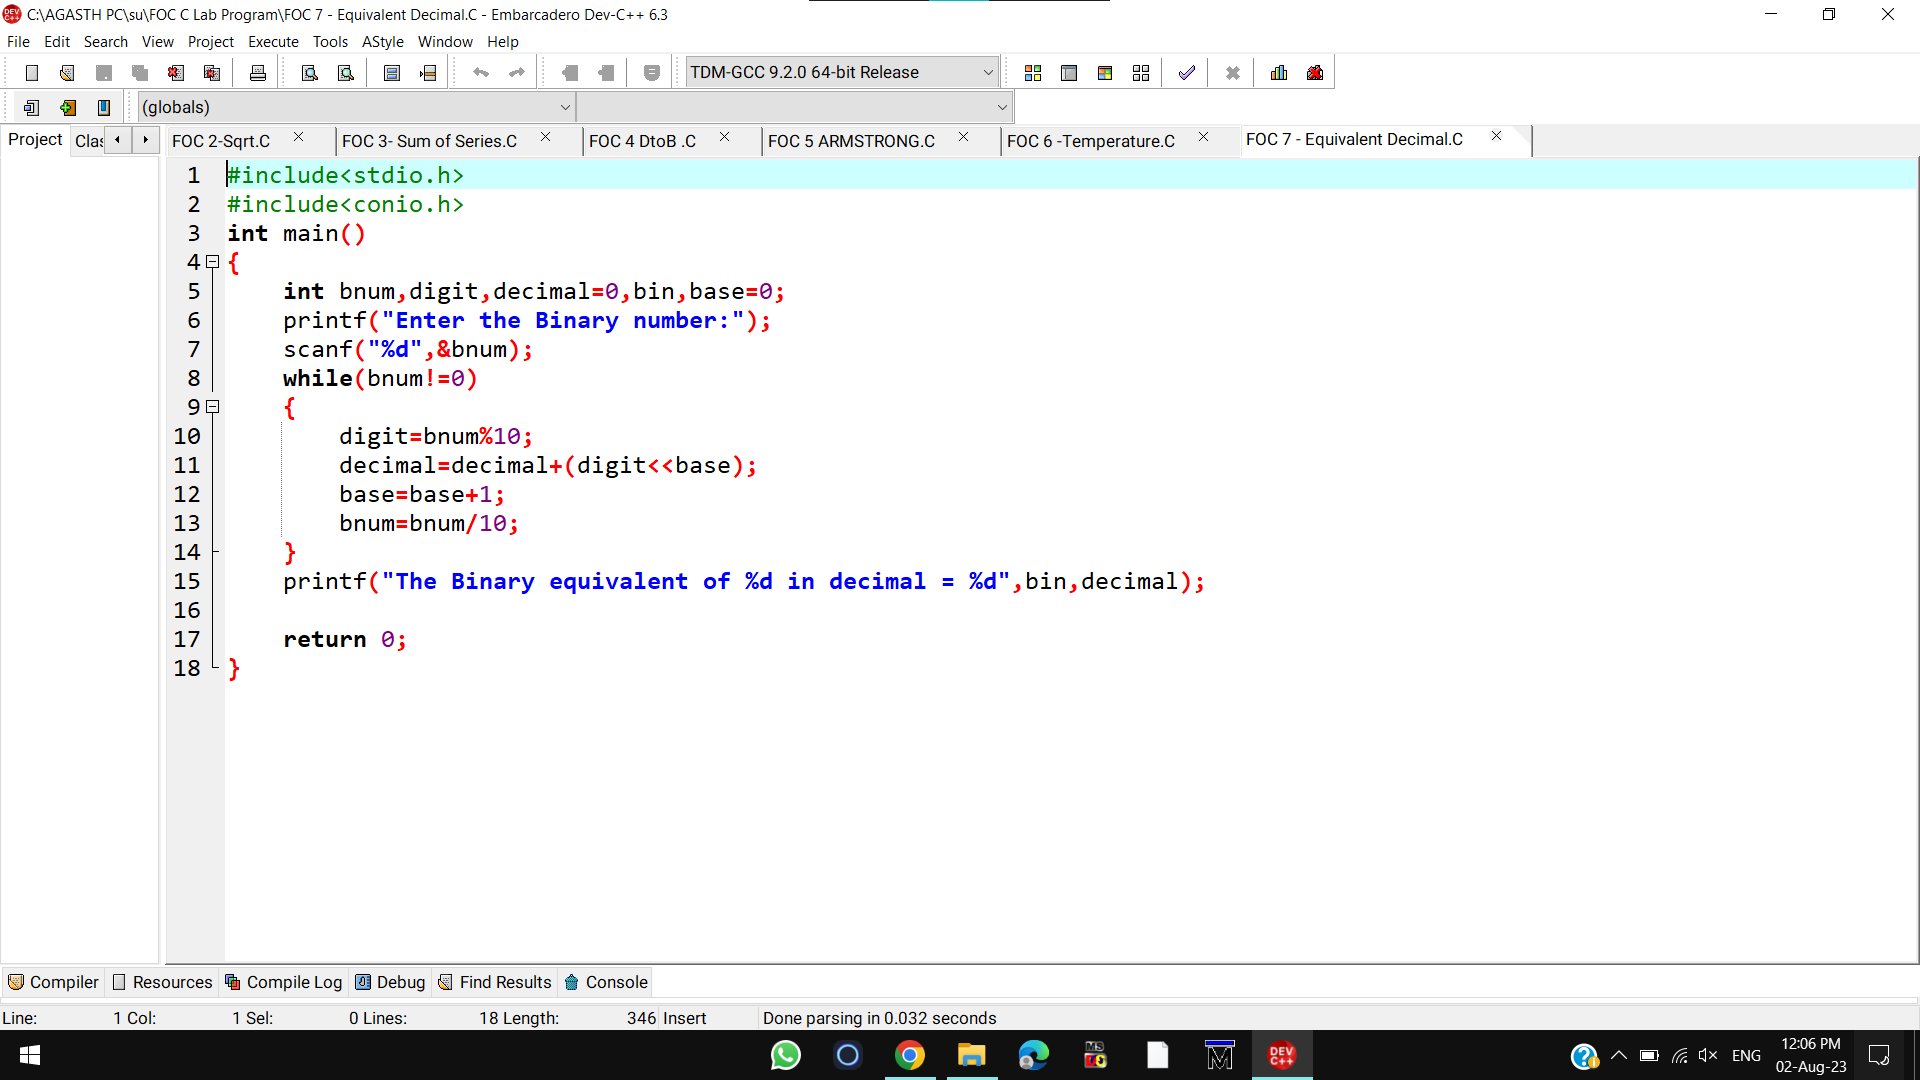 C:\AGASTH PC\su\FOC C Lab Program\FOC 7 - Equivalent Decimal.C - Embarcadero Dev-C++ 6.3
File Edit Search View Project Execute Tools AStyle Window Help
TDM-GCC 9.2.0 64-bit Release
(globals)
Project Clas FOC 2-Sqrt.C FOC 3- Sum of Series.C FOC 4 DtoB .C FOC 5 ARMSTRONG.C FOC 6 -Temperature.C FOC 7 - Equivalent Decimal.C
1 #include<stdio.h>
2 #include<conio.h>
3 int main()
4 {
5 int bnum,digit,decimal=0,bin,base=0;
6 printf("Enter the Binary number:");
7 scanf("%d",&bnum);
8 while(bnum!=0)
9 {
10 digit=bnum%10;
11 decimal=decimal+(digit<<base);
12 base=base+1;
13 bnum=bnum/10;
14 }
15 printf("The Binary equivalent of %d in decimal = %d",bin,decimal);
16
17 return 0;
18 }
Compiler Resources Compile Log Debug Find Results Console
Line: 1 Col: 1 Sel: 0 Lines: 18 Length: 346 Insert Done parsing in 0.032 seconds
MS
DEV C++
ENG
12:06 PM
02-Aug-23